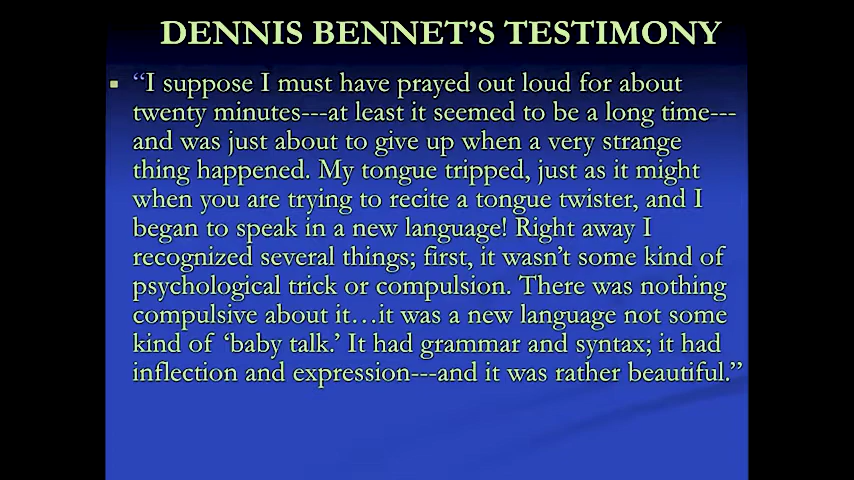 DENNIS BENNET’S TESTIMONY
“I suppose I must have prayed out loud for about
twenty minutes---at least it seemed to be a long time---
and was just about to give up when a very strange
thing happened. My tongue tripped, just as it might
when you are trying to recite a tongue twister, and I
began to speak in a new language! Right away I
recognized several things; first, it wasn’t some kind of
psychological trick or compulsion. There was nothing
compulsive about it…it was a new language not some
kind of ‘baby talk.’ It had grammar and syntax; it had
inflection and expression---and it was rather beautiful.”